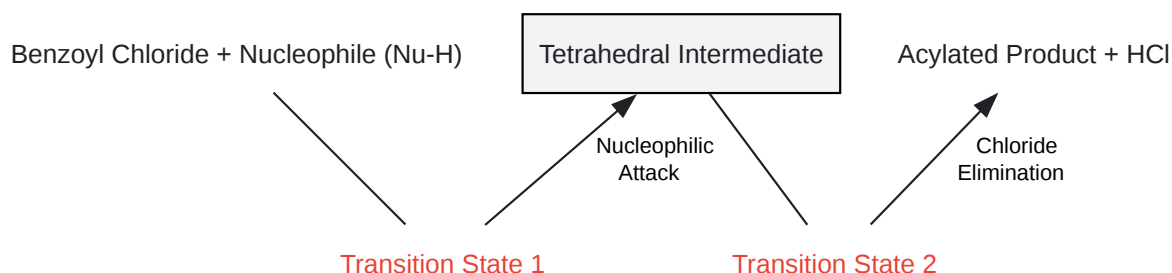 Benzoyl Chloride + Nucleophile (Nu-H)
Tetrahedral Intermediate
Acylated Product + HCl
Nucleophilic
Attack
Chloride
Elimination
Transition State 1
Transition State 2